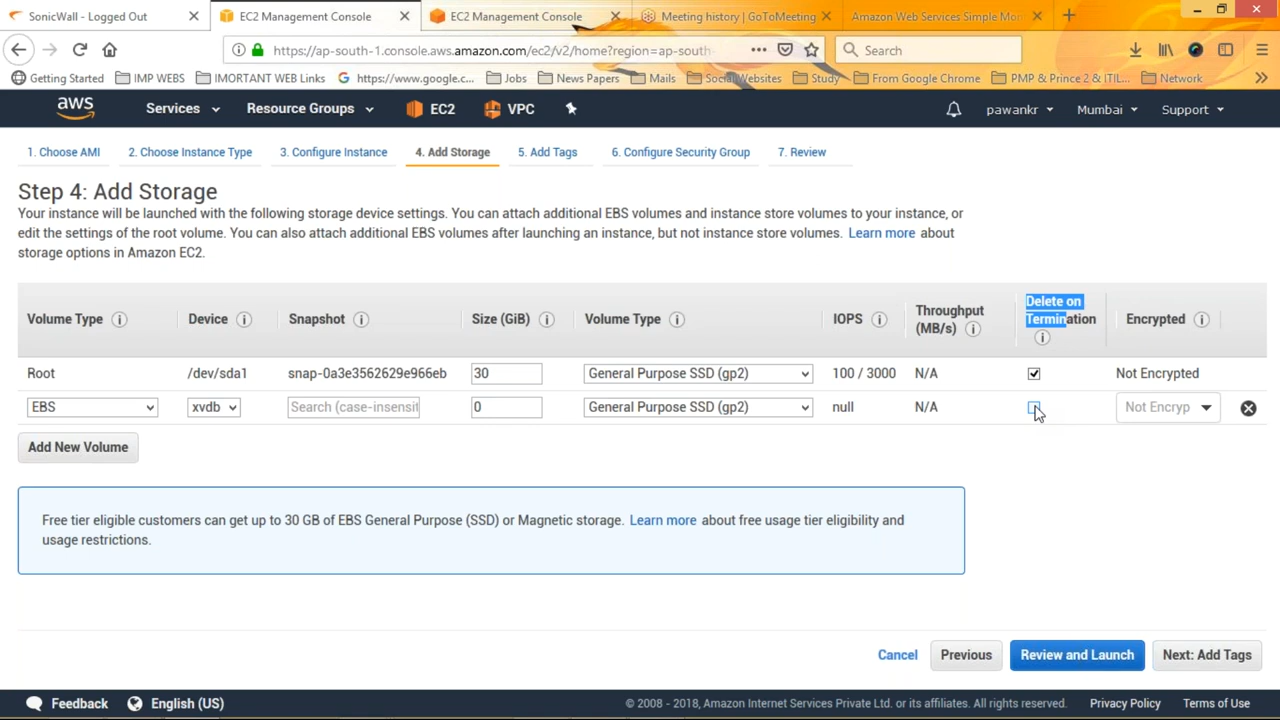 SonicWall - Logged Out
EC2 Management Console
EC2 Management Console
Meeting history | GoToMeeting
Amazon Web Services Simple Mon
https://ap-south-1.console.aws.amazon.com/ec2/v2/home?region=ap-south-
Search
Getting Started
IMP WEBS
IMORTANT WEB Links
https://www.google.c...
Jobs
News Papers
Mails
Social Websites
Study
From Google Chrome
PMP & Prince 2 & ITIL...
Network
aws
Services
Resource Groups
EC2
VPC
pawankr
Mumbai
Support
1. Choose AMI
2. Choose Instance Type
3. Configure Instance
4. Add Storage
5. Add Tags
6. Configure Security Group
7. Review
Step 4: Add Storage
Your instance will be launched with the following storage device settings. You can attach additional EBS volumes and instance store volumes to your instance, or
edit the settings of the root volume. You can also attach additional EBS volumes after launching an instance, but not instance store volumes. Learn more about
storage options in Amazon EC2.
Volume Type
Device
Snapshot
Size (GiB)
Volume Type
IOPS
Throughput
(MB/s)
Delete on
Termination
Encrypted
Root
/dev/sda1
snap-0a3e3562629e966eb
30
General Purpose SSD (gp2)
100 / 3000
N/A
Not Encrypted
EBS
xvdb
Search (case-insensit
0
General Purpose SSD (gp2)
null
N/A
Not Encryp
Add New Volume
Free tier eligible customers can get up to 30 GB of EBS General Purpose (SSD) or Magnetic storage. Learn more about free usage tier eligibility and
usage restrictions.
Cancel
Previous
Review and Launch
Next: Add Tags
Feedback
English (US)
© 2008 - 2018, Amazon Internet Services Private Ltd. or its affiliates. All rights reserved.
Privacy Policy
Terms of Use